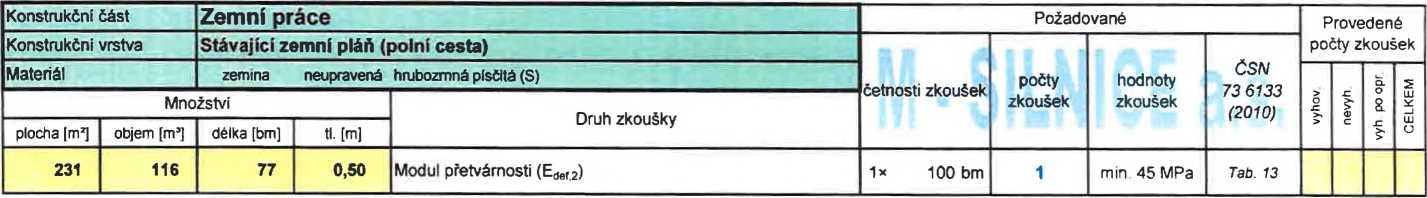 Konstrukční část Zemní práce Požadované Provedené počty zkoušek
Konstrukční vrstva Stávající zemní pláň (polní cesta)
Materiál zemina neupravená hrubozrnná písčitá (S)
četnosti zkoušek počty zkoušek hodnoty zkoušek ČSN 73 6133 (2010) vyhov. nevyh. vyh. po opr. CELKEM
M - SILNICE a.s.
Množství Druh zkoušky
plocha [m²] objem [m³] délka [bm] tl. [m]
231 116 77 0,50 Modul přetvárnosti (Edef,2) 1× 100 bm 1 min. 45 MPa Tab. 13